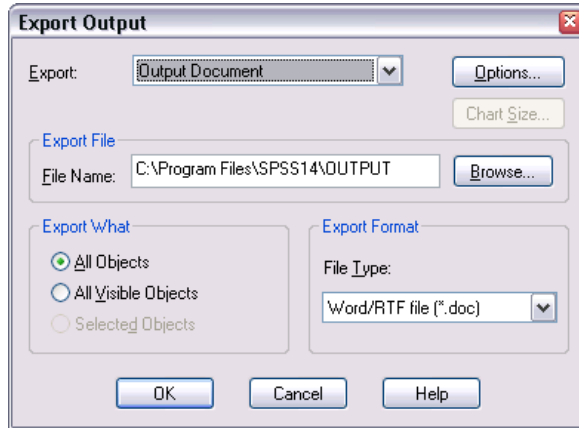 Export Output
Export: Output Document Options...
Chart Size...
Export File
File Name: C:\Program Files\SPSS14\OUTPUT Browse...
Export What
All Objects
All Visible Objects
Selected Objects
Export Format
File Type:
Word/RTF file (*.doc)
OK Cancel Help